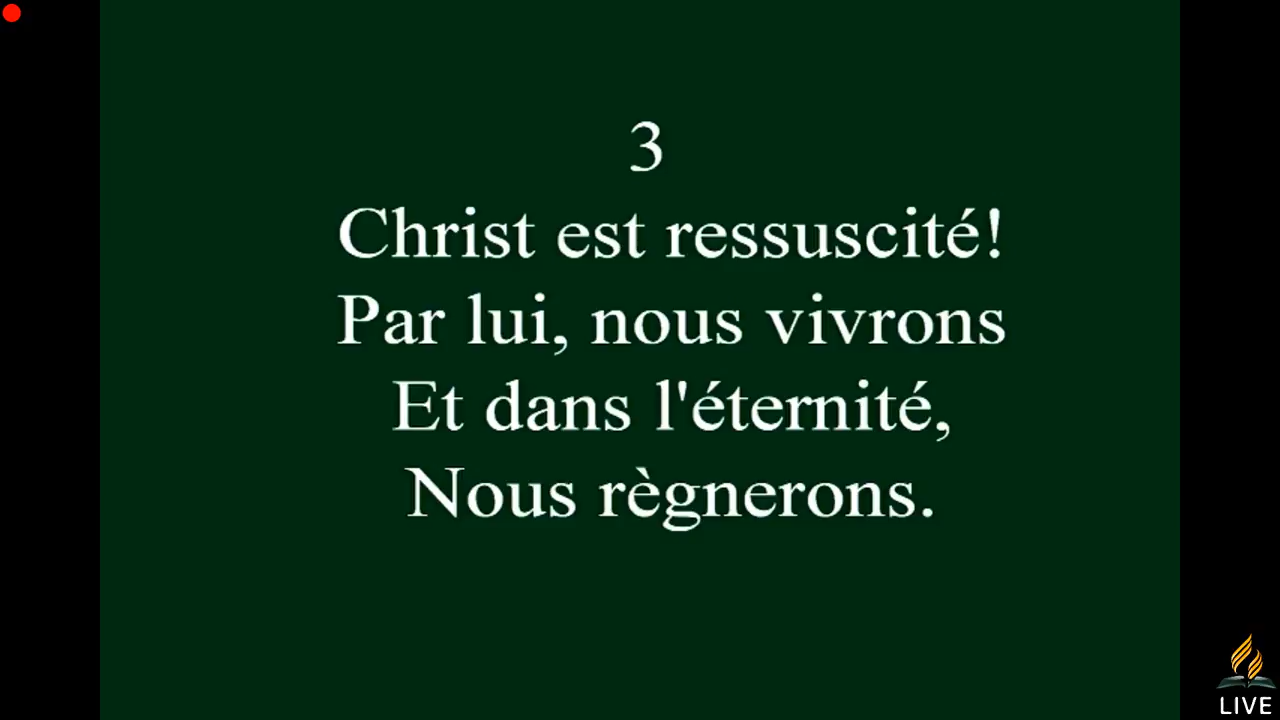 3
Christ est ressuscité!
Par lui, nous vivrons
Et dans l'éternité,
Nous règnerons.
LIVE